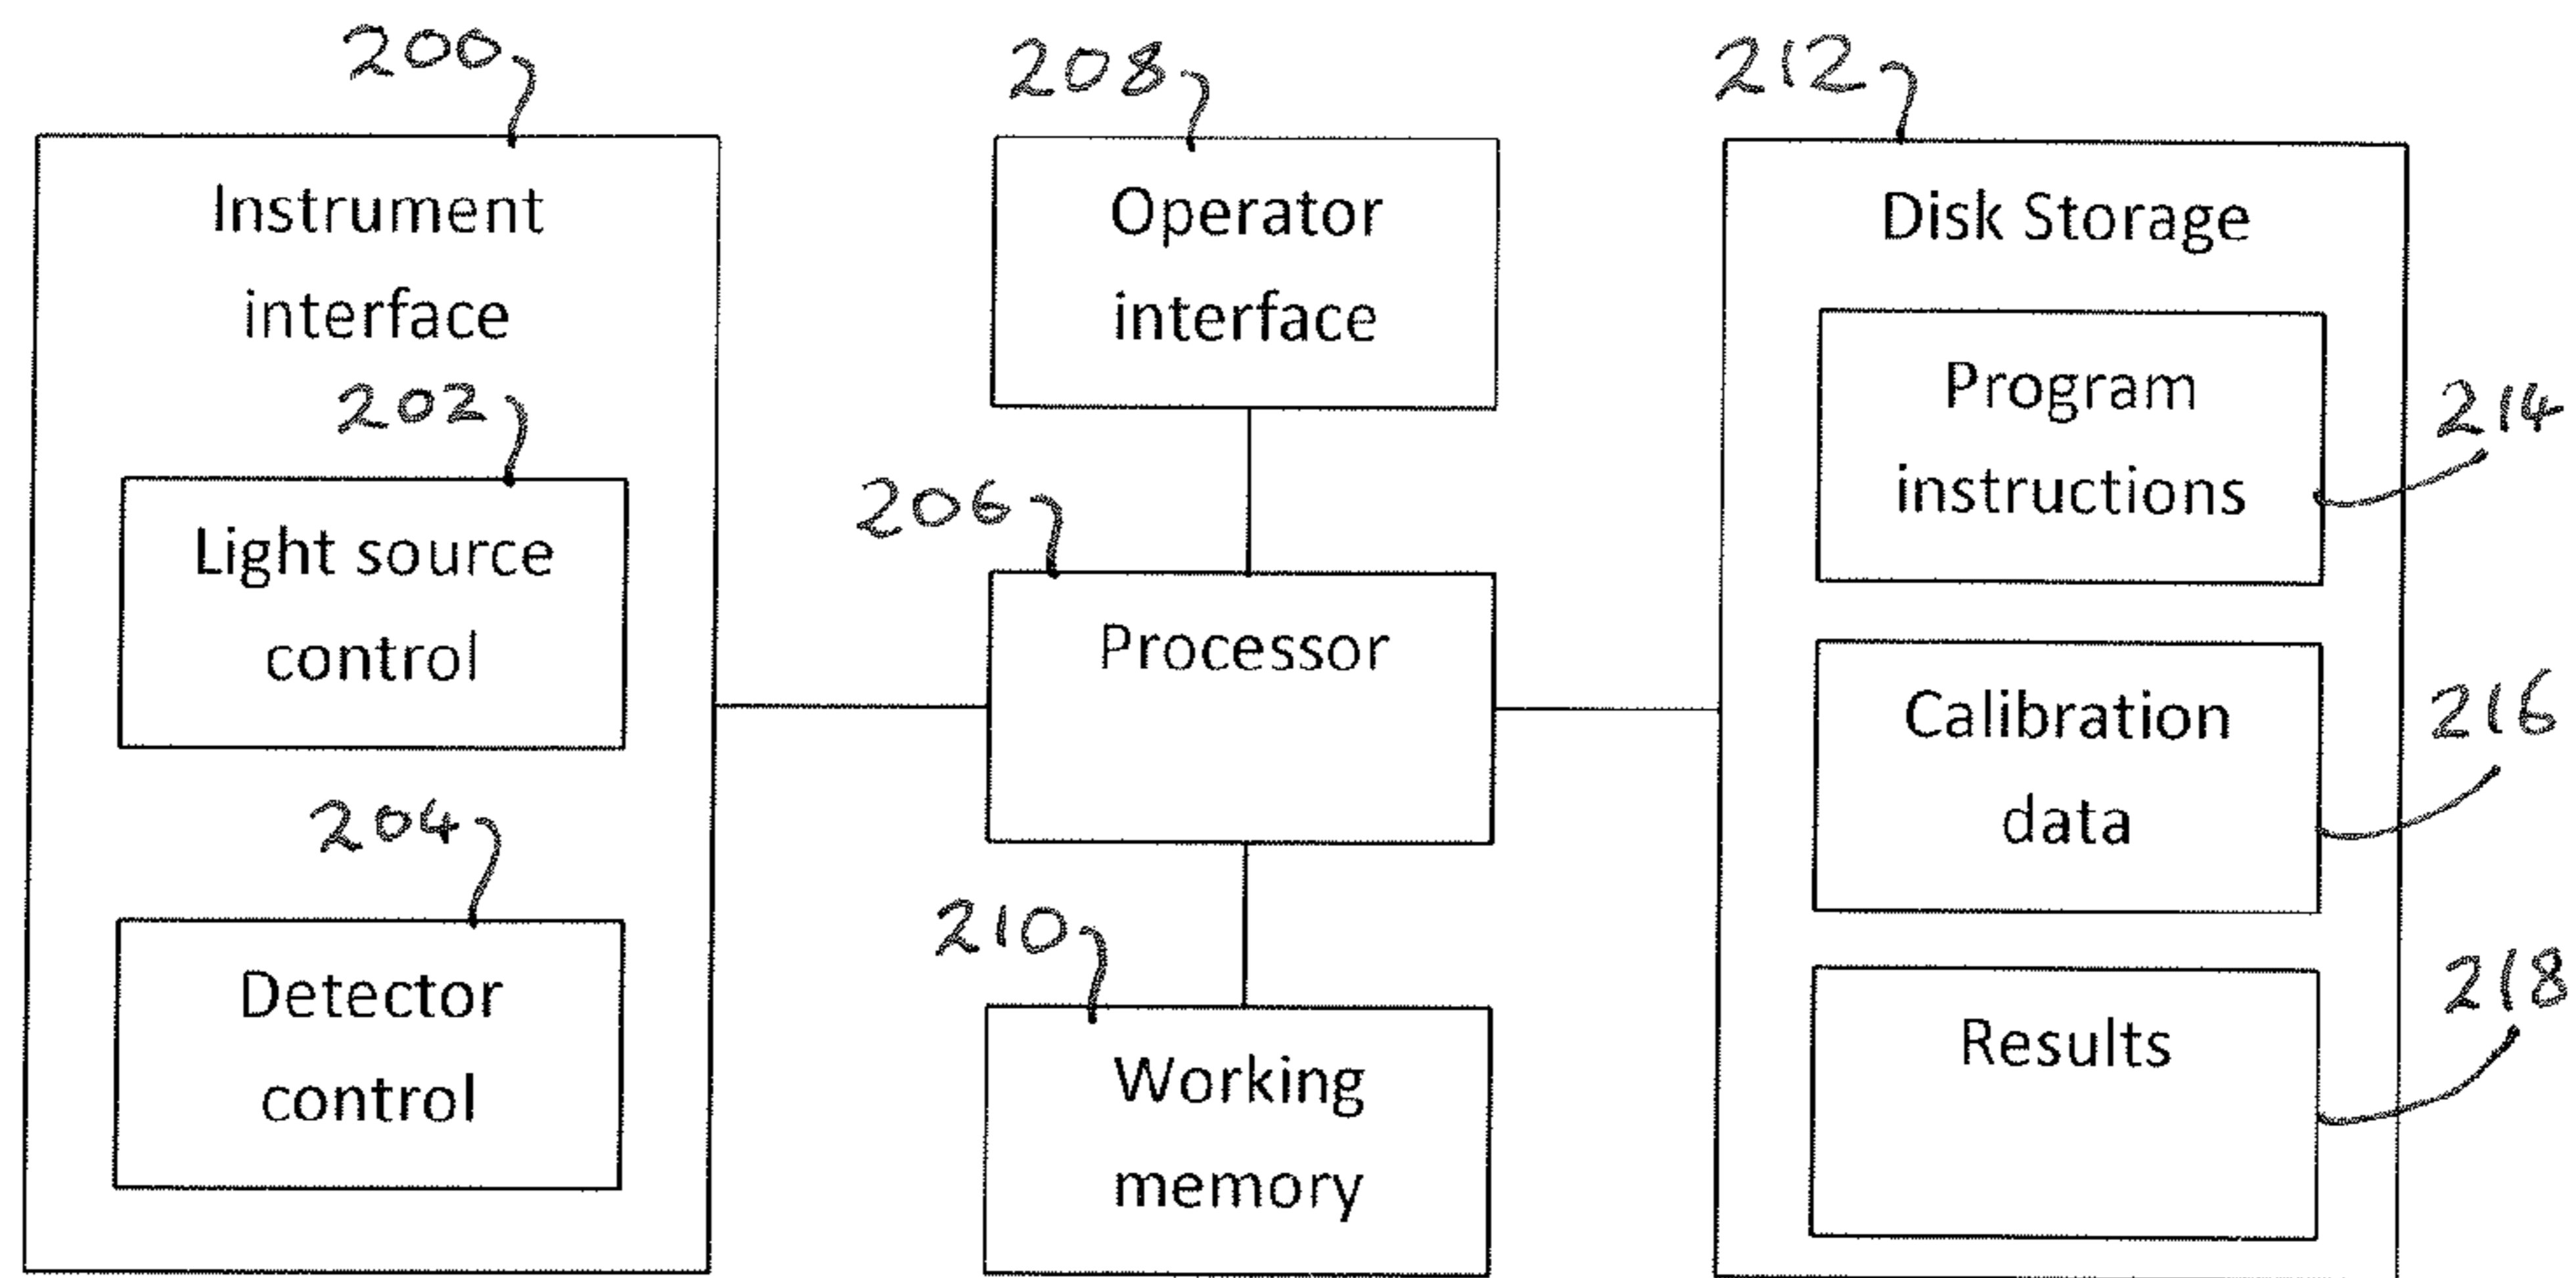 200
Instrument
interface
202
Light source
control
204
Detector
control
208
Operator
interface
206
Processor
210
Working
memory
212
Disk Storage
Program
instructions
214
Calibration
data
216
Results
218